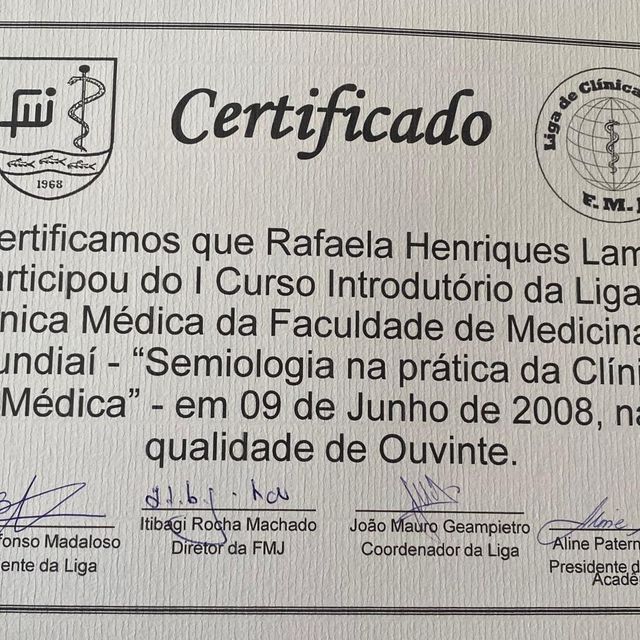 fmj
1968
Certificado
Liga de Clínica
F. M.
ertificamos que Rafaela Henriques Lam
articipou do I Curso Introdutório da Liga
ínica Médica da Faculdade de Medicina
undiaí - “Semiologia na prática da Clíni
Médica” - em 09 de Junho de 2008, na
qualidade de Ouvinte.
fonso Madaloso
ente da Liga
Itibagi Rocha Machado
Diretor da FMJ
João Mauro Geampietro
Coordenador da Liga
Aline Patern
Presidente d
Acadê